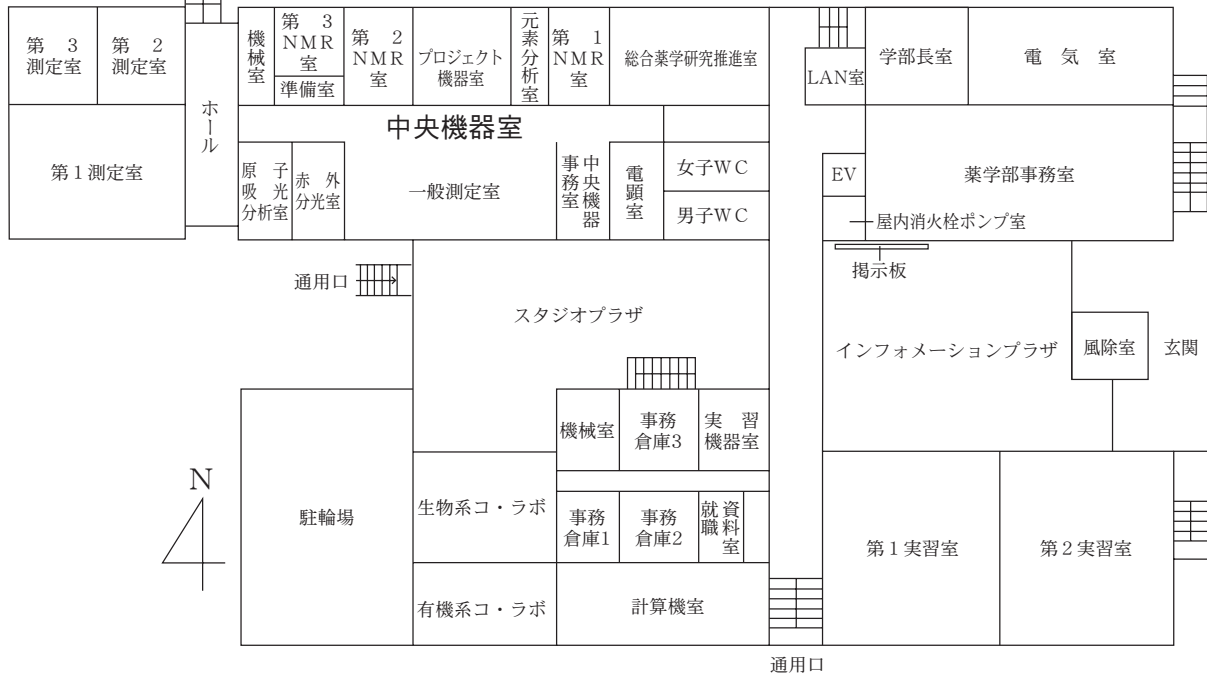 第 3
測定室
第 2
測定室
機械室
第 3
NMR
室
準備室
第 2
NMR
室
プロジェクト
機器室
元素分析室
第 1
NMR
室
総合薬学研究推進室
LAN室
学部長室
電 気 室
ホール
中央機器室
第1測定室
原 子
吸 光
分析室
赤 外
分光室
一般測定室
中央機器
事務室
電顕室
女子WC
男子WC
EV
薬学部事務室
屋内消火栓ポンプ室
掲示板
通用口
スタジオプラザ
インフォメーションプラザ
風除室
玄関
機械室
事務
倉庫3
実 習
機器室
N
駐輪場
生物系コ・ラボ
事務
倉庫1
事務
倉庫2
就職
資料室
第1実習室
第2実習室
有機系コ・ラボ
計算機室
通用口